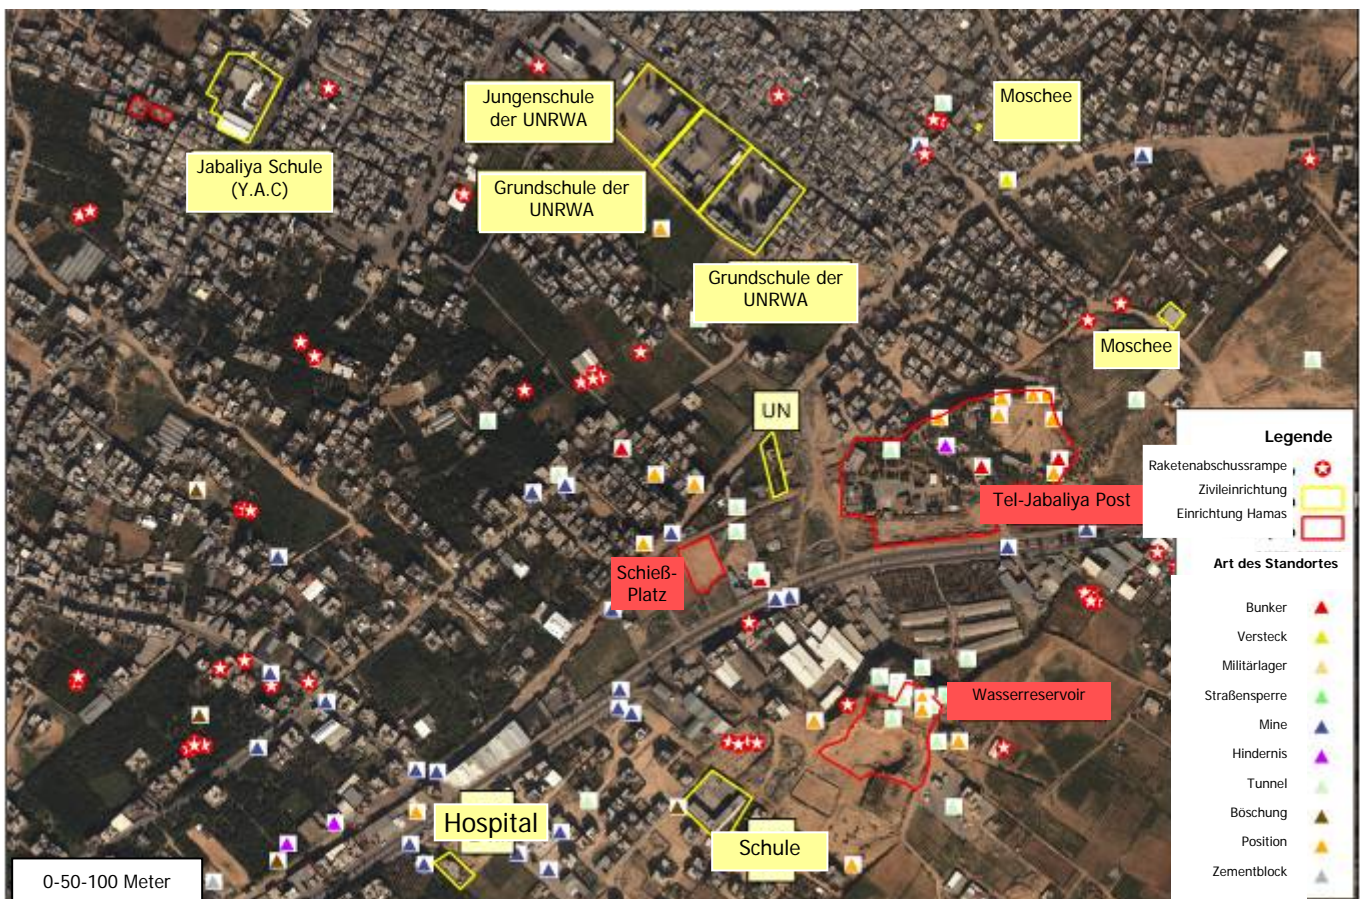 Jungenschule
der UNRWA
Moschee
Jabaliya Schule
(Y.A.C)
Grundschule der
UNRWA
Grundschule der
UNRWA
Moschee
UN
Tel-Jabaliya Post
Schieß-
Platz
Wasserreservoir
Hospital
Schule
0-50-100 Meter
Legende
Raketenabschussrampe
Zivileinrichtung
Einrichtung Hamas
Art des Standortes
Bunker
Versteck
Militärlager
Straßensperre
Mine
Hindernis
Tunnel
Böschung
Position
Zementblock